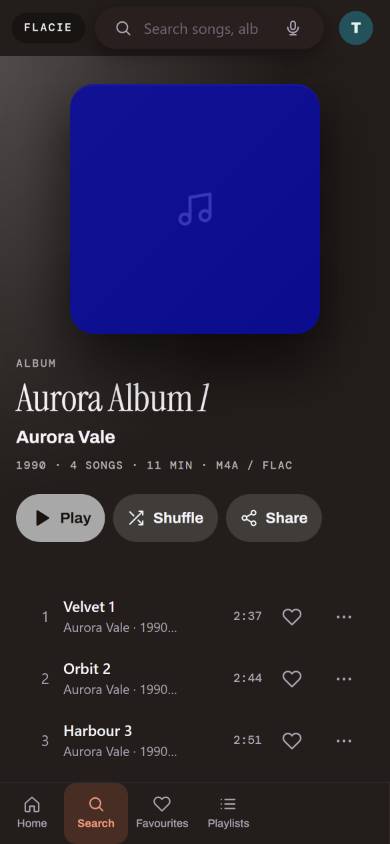 FLACIE
Search songs, alb
T
ALBUM
Aurora Album 1
Aurora Vale
1990 · 4 SONGS · 11 MIN · M4A / FLAC
Play
Shuffle
Share
1
Velvet 1
2:37
Aurora Vale · 1990...
2
Orbit 2
2:44
Aurora Vale · 1990...
3
Harbour 3
2:51
Aurora Vale · 1990...
Home
Search
Favourites
Playlists